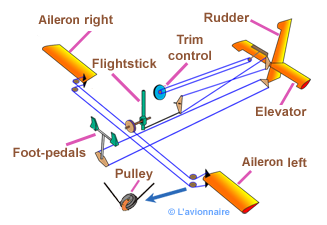 Aileron right
Rudder
Trim
control
Flightstick
Elevator
Foot-pedals
Pulley
Aileron left
© L'avionnaire